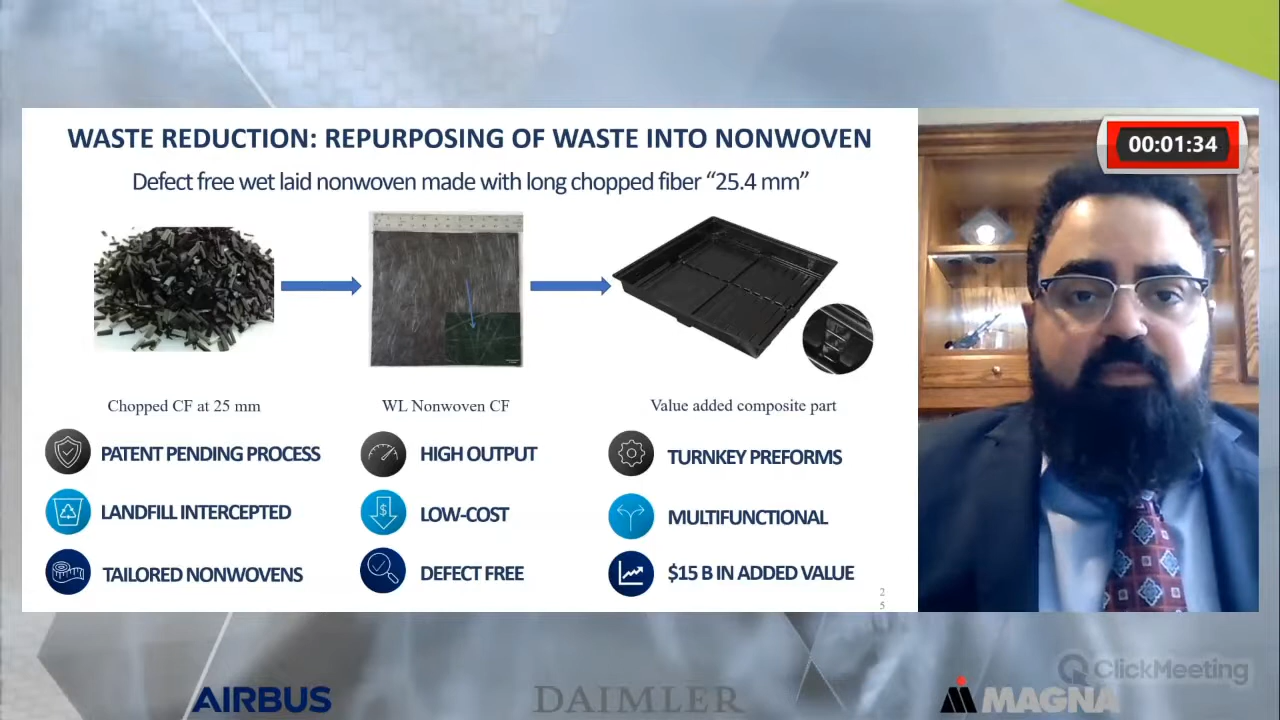 WASTE REDUCTION: REPURPOSING OF WASTE INTO NONWOVEN
Defect free wet laid nonwoven made with long chopped fiber “25.4 mm”
Chopped CF at 25 mm
WL Nonwoven CF
Value added composite part
PATENT PENDING PROCESS
HIGH OUTPUT
TURNKEY PREFORMS
LANDFILL INTERCEPTED
LOW-COST
MULTIFUNCTIONAL
TAILORED NONWOVENS
DEFECT FREE
$15 B IN ADDED VALUE
2
5
00:01:34
ClickMeeting
AIRBUS
DAIMLER
MAGNA